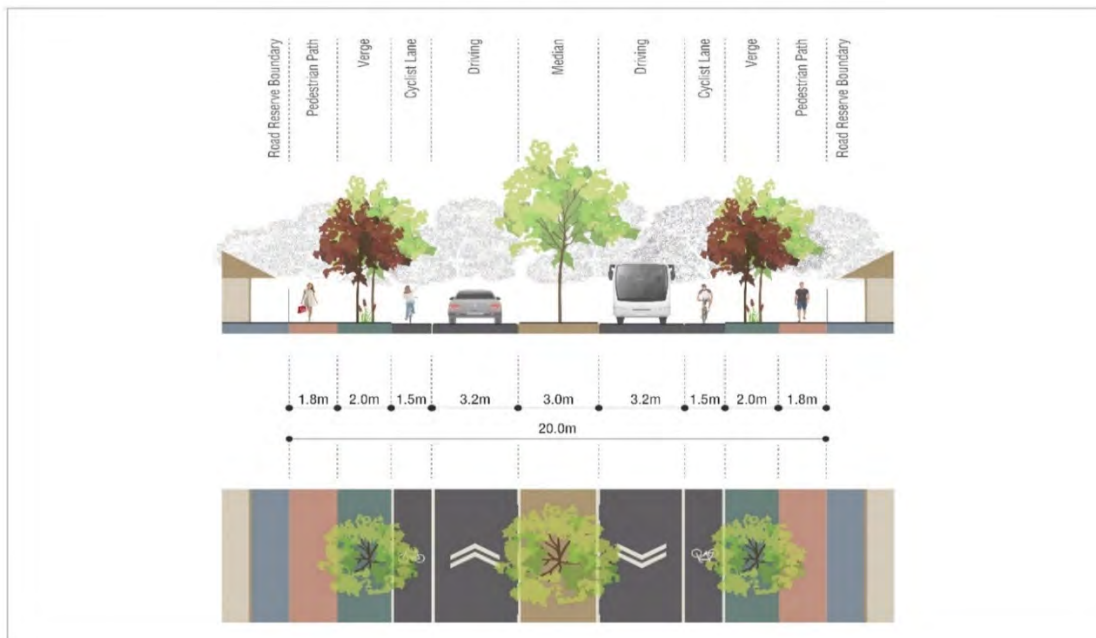 Road Reserve Boundary
Pedestrian Path
Verge
Cyclist Lane
Driving
Median
Driving
Cyclist Lane
Verge
Pedestrian Path
Road Reserve Boundary
1.8m 2.0m 1.5m 3.2m 3.0m 3.2m 1.5m 2.0m 1.8m
20.0m